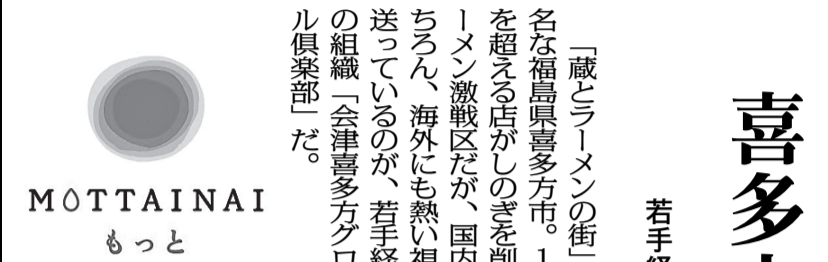 喜多
若手経
「蔵とラーメンの街」
名な福島県喜多方市。1
を超える店がしのぎを削
ーメン激戦区だが、国内
ちろん、海外にも熱い視
送っているのが、若手経
の組織「会津喜多方グロ
ル倶楽部」だ。
MOTTAINAI
もっと